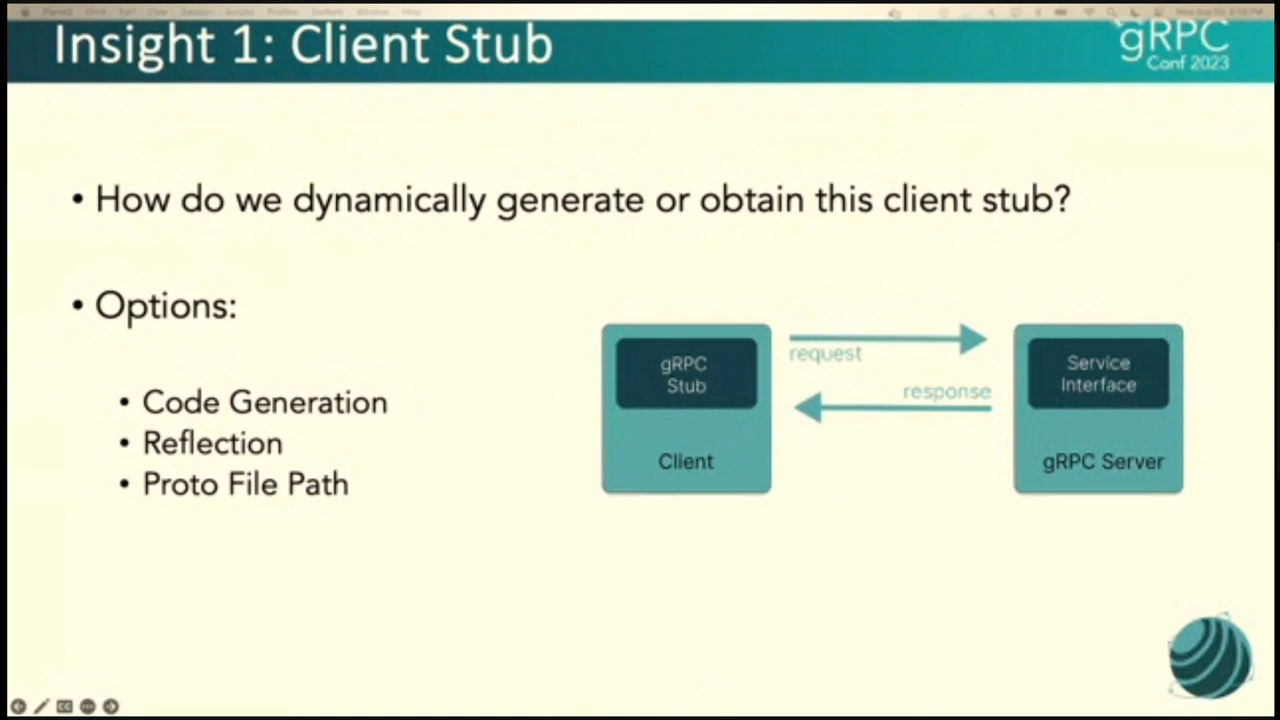 Insight 1: Client Stub
gRPC
Conf 2023
• How do we dynamically generate or obtain this client stub?
• Options:
• Code Generation
• Reflection
• Proto File Path
gRPC
Stub
Client
request
response
Service
Interface
gRPC Server